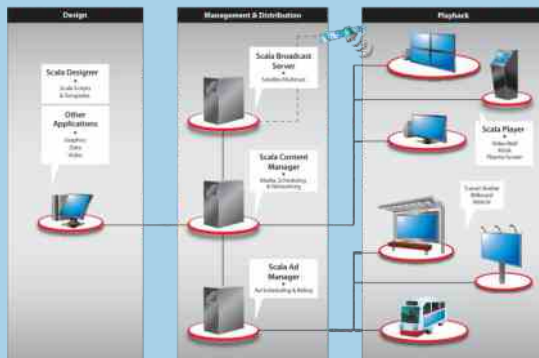 Design
Management & Distribution
Playback
Scala Designer
Scala Scripts
& Templates
Other
Applications
Graphics
Data
Video
Scala Broadcast
Server
Satellite/Multicast
Scala Content
Manager
Media, Scheduling
& Networking
Scala Ad
Manager
Ad Scheduling & Billing
Scala Player
Video Wall
Kiosk
Plasma Screen
Transit Shelter
Billboard
Vehicle